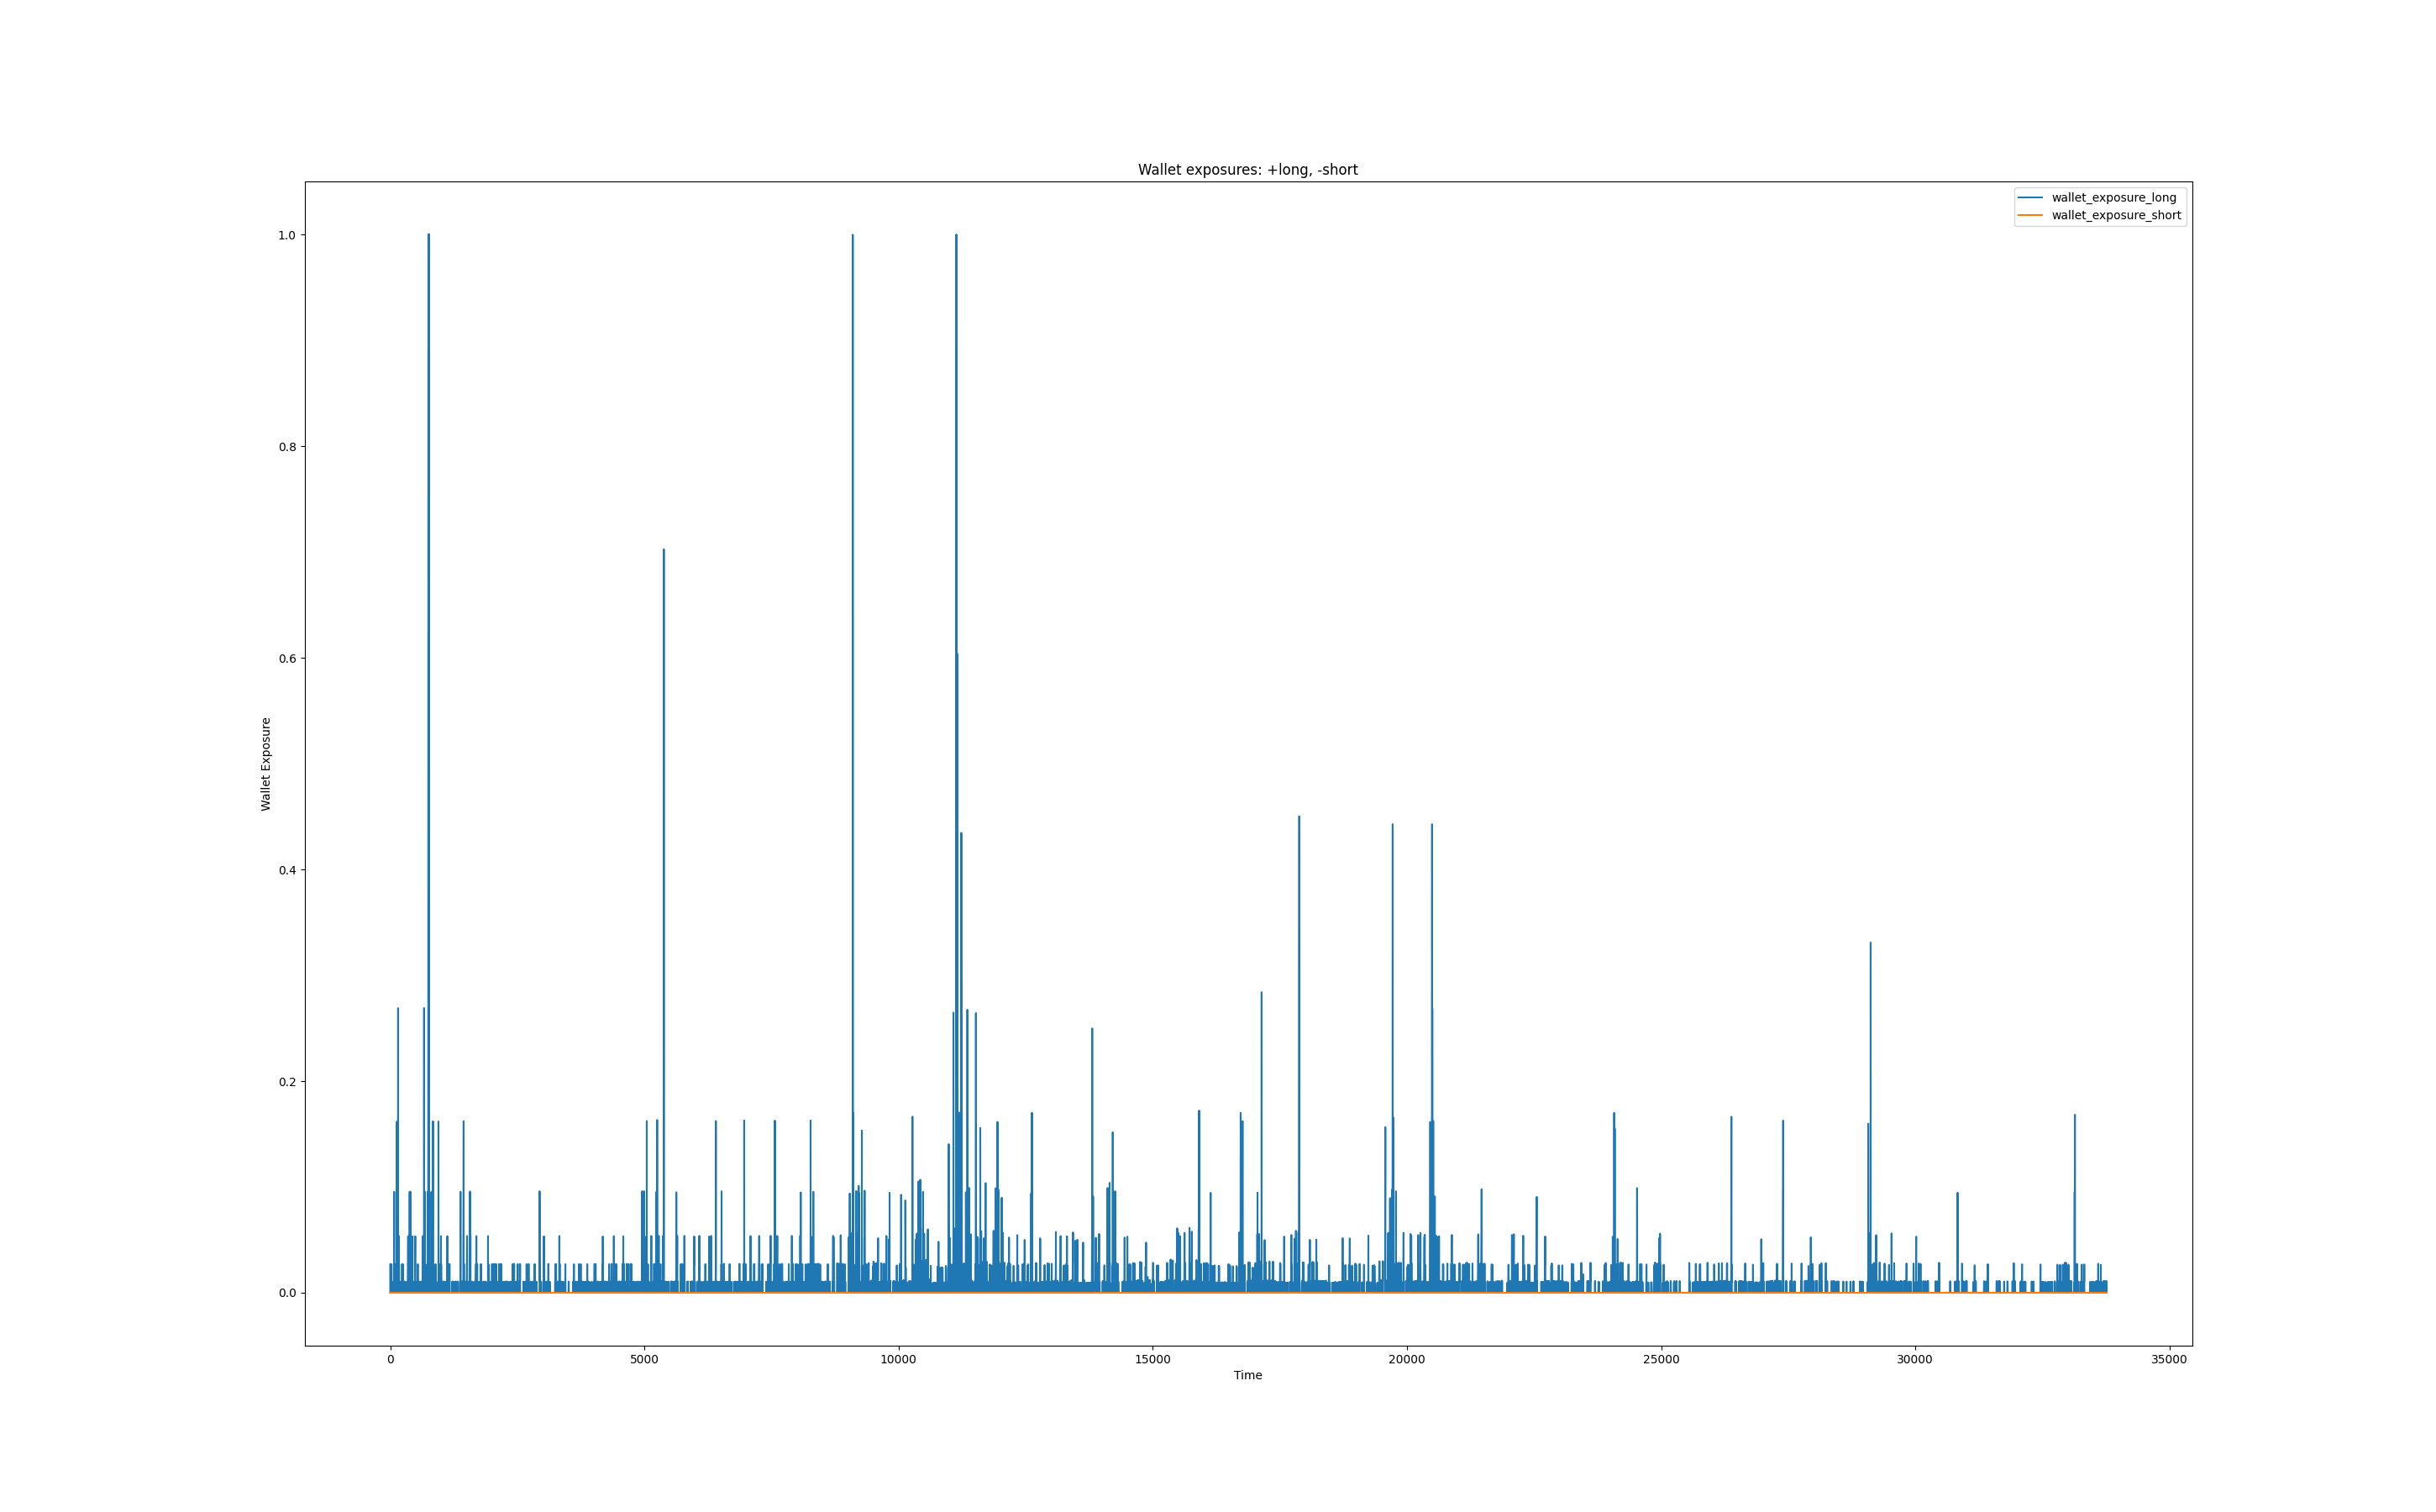 Wallet exposures: +long, -short
wallet_exposure_long
wallet_exposure_short
1.0
0.8
0.6
0.4
0.2
0.0
Wallet Exposure
0 5000 10000 15000 20000 25000 30000 35000
Time